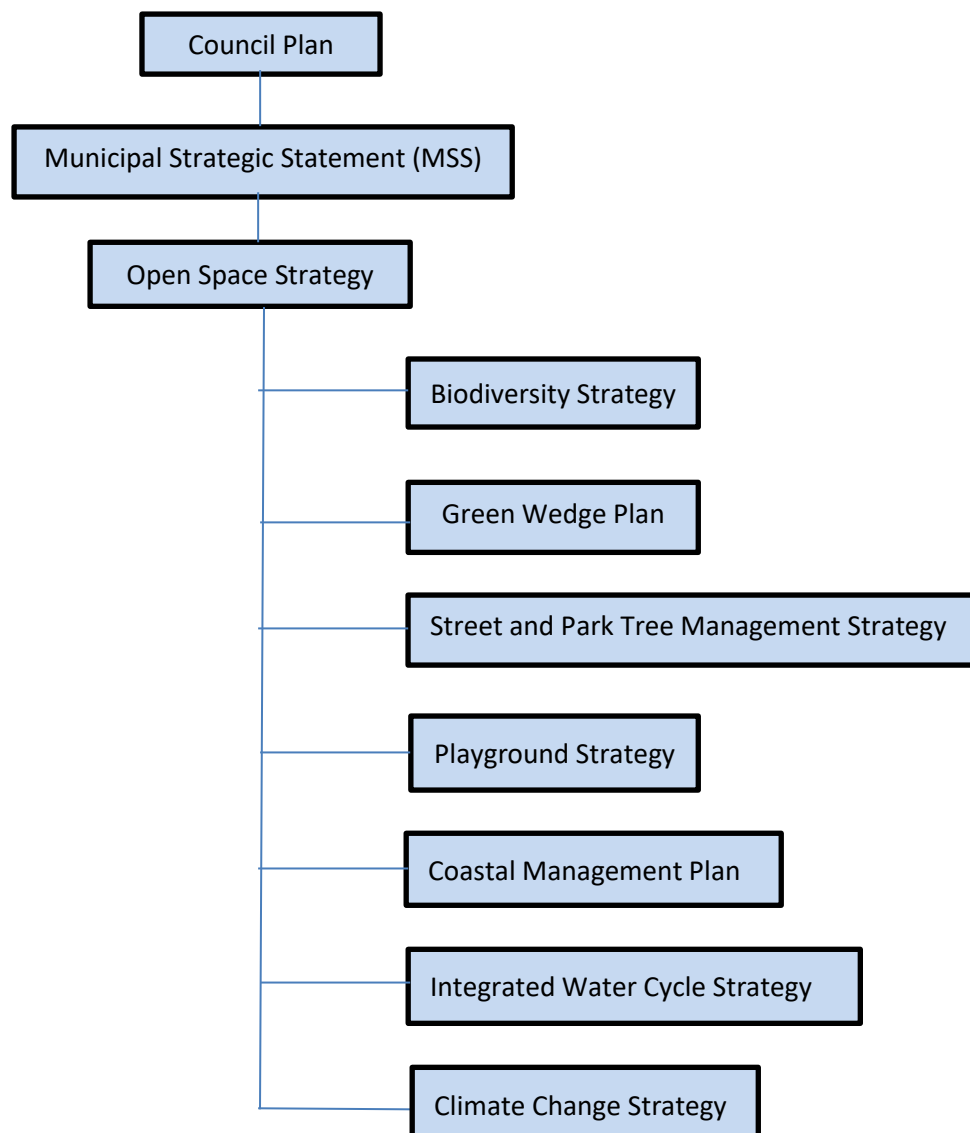 Council Plan
Municipal Strategic Statement (MSS)
Open Space Strategy
Biodiversity Strategy
Green Wedge Plan
Street and Park Tree Management Strategy
Playground Strategy
Coastal Management Plan
Integrated Water Cycle Strategy
Climate Change Strategy